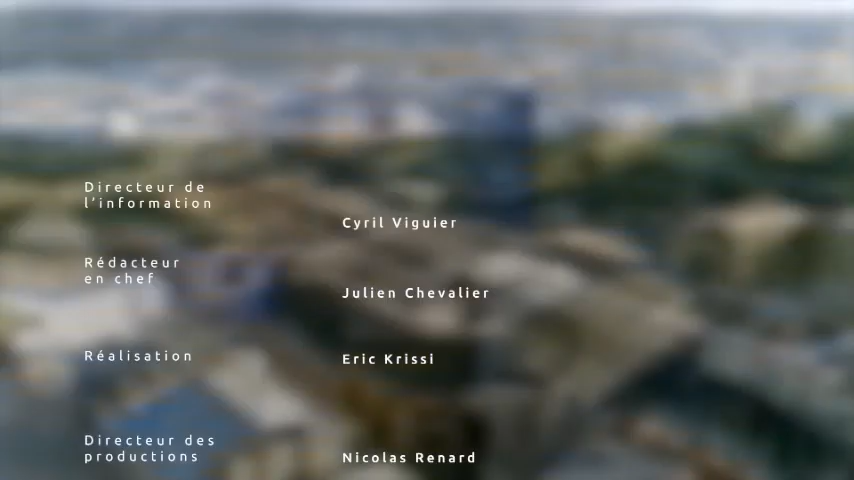 Directeur de
l'information
Cyril Viguier
Rédacteur
en chef
Julien Chevalier
Réalisation
Eric Krissi
Directeur des
productions
Nicolas Renard